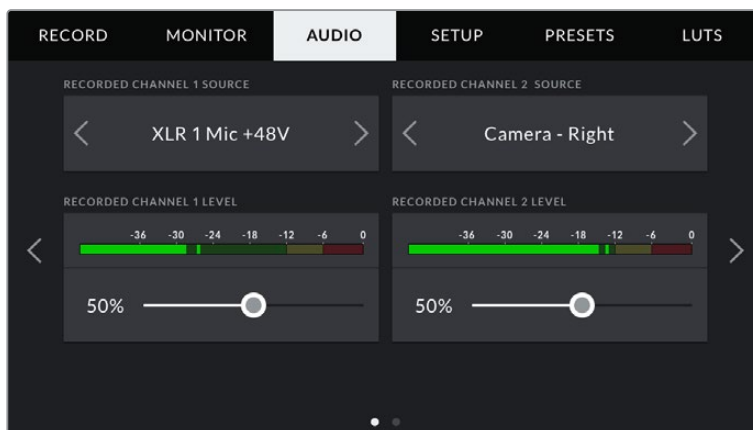 RECORD MONITOR AUDIO SETUP PRESETS LUTS
RECORDED CHANNEL 1 SOURCE RECORDED CHANNEL 2 SOURCE
XLR 1 Mic +48V Camera - Right
RECORDED CHANNEL 1 LEVEL RECORDED CHANNEL 2 LEVEL
-36 -30 -24 -18 -12 -6 0 -36 -30 -24 -18 -12 -6 0
50% 50%